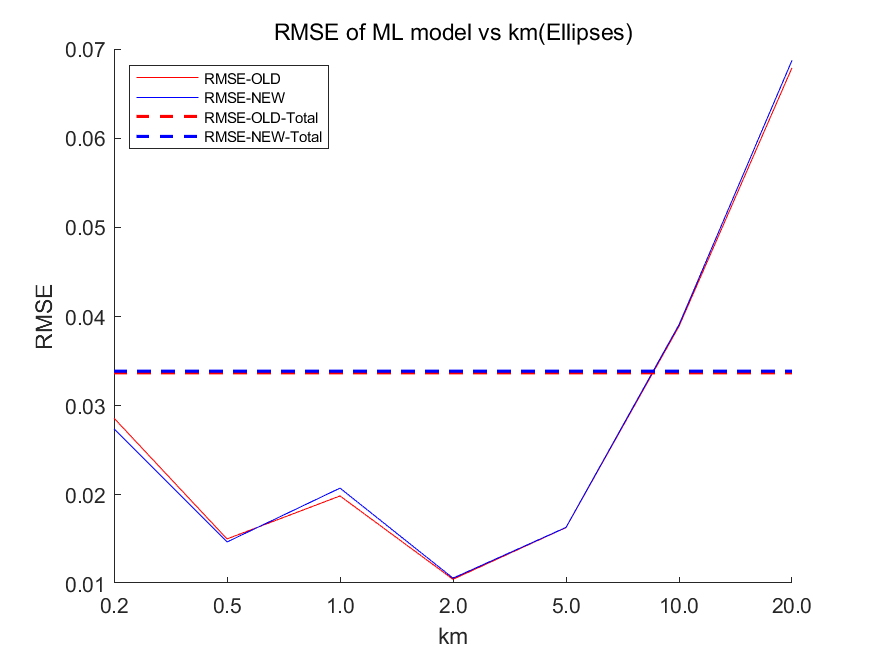 RMSE of ML model vs km(Ellipses)
0.07
0.06
0.05
0.04
0.03
0.02
0.01
RMSE
RMSE-OLD
RMSE-NEW
RMSE-OLD-Total
RMSE-NEW-Total
0.2 0.5 1.0 2.0 5.0 10.0 20.0
km